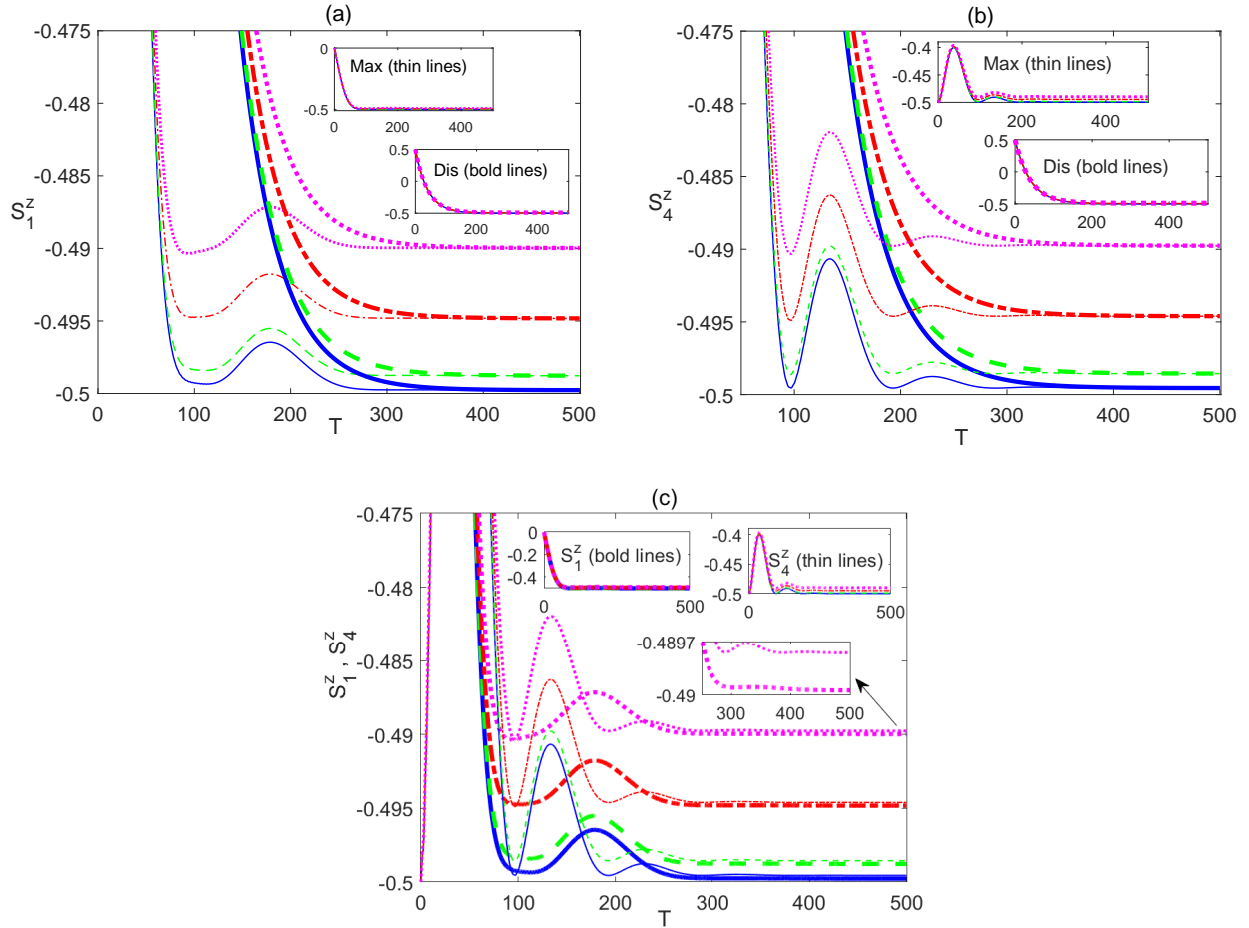 (a)
-0.475
-0.48
-0.485
-0.49
-0.495
-0.5
S₁ᶻ
0 100 200 300 400 500
T
0
-0.5
Max (thin lines)
0 200 400
0.5
0
-0.5
Dis (bold lines)
0 200 400
(b)
-0.475
-0.48
-0.485
-0.49
-0.495
-0.5
S₄ᶻ
100 200 300 400 500
T
-0.4
-0.45
-0.5
Max (thin lines)
0 200 400
0.5
0
-0.5
Dis (bold lines)
0 200 400
(c)
-0.475
-0.48
-0.485
-0.49
-0.495
-0.5
S₁ᶻ , S₄ᶻ
0 100 200 300 400 500
T
0
-0.2
-0.4
S₁ᶻ (bold lines)
0 500
-0.4
-0.45
-0.5
S₄ᶻ (thin lines)
0 500
-0.4897
-0.49
300 400 500